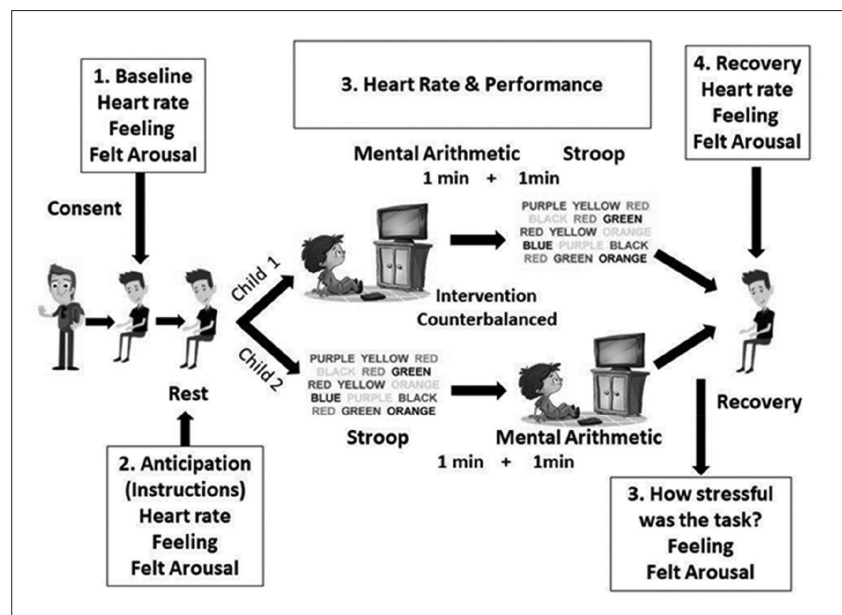 1. Baseline
Heart rate
Feeling
Felt Arousal
3. Heart Rate & Performance
4. Recovery
Heart rate
Feeling
Felt Arousal
Mental Arithmetic Stroop
1 min + 1min
Consent
PURPLE YELLOW RED
BLACK RED GREEN
RED YELLOW ORANGE
BLUE PURPLE BLACK
RED GREEN ORANGE
Child 1
Intervention
Counterbalanced
Child 2
PURPLE YELLOW RED
BLACK RED GREEN
RED YELLOW ORANGE
BLUE PURPLE BLACK
RED GREEN ORANGE
Rest
Recovery
Stroop Mental Arithmetic
1 min + 1min
2. Anticipation
(Instructions)
Heart rate
Feeling
Felt Arousal
3. How stressful
was the task?
Feeling
Felt Arousal